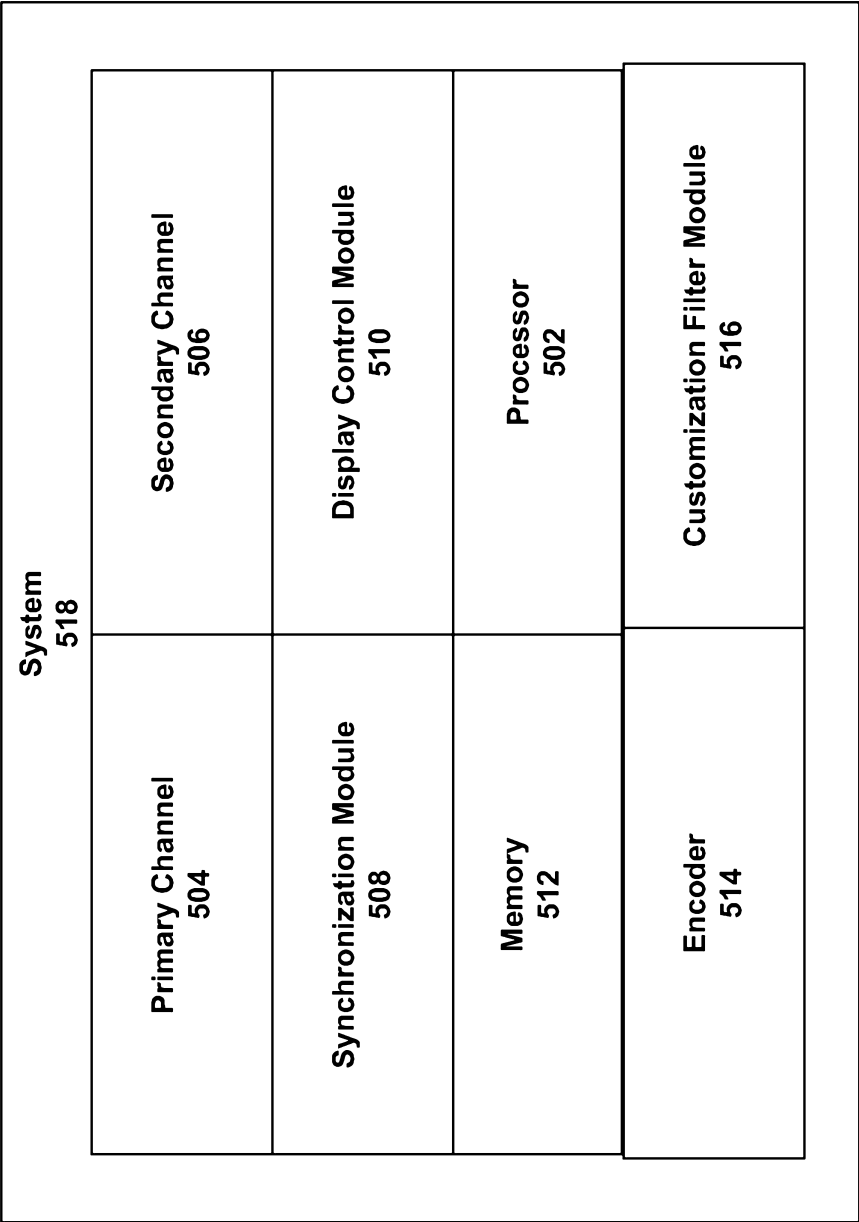 System
518
Primary Channel
504
Secondary Channel
506
Synchronization Module
508
Display Control Module
510
Memory
512
Processor
502
Encoder
514
Customization Filter Module
516